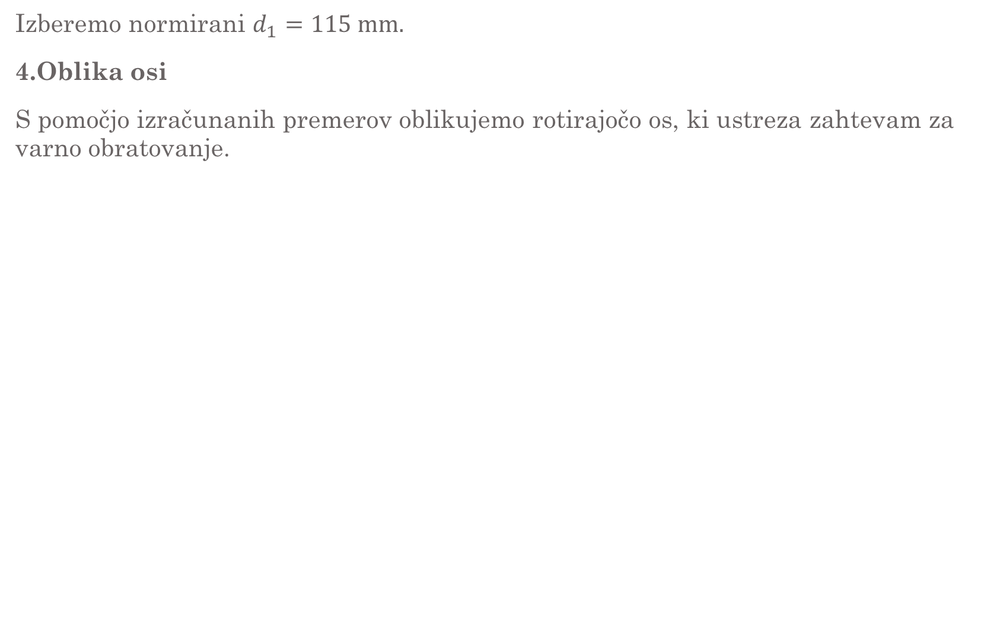 Izberemo normirani d₁ = 115 mm.
4.Oblika osi
S pomočjo izračunanih premerov oblikujemo rotirajočo os, ki ustreza zahtevam za
varno obratovanje.